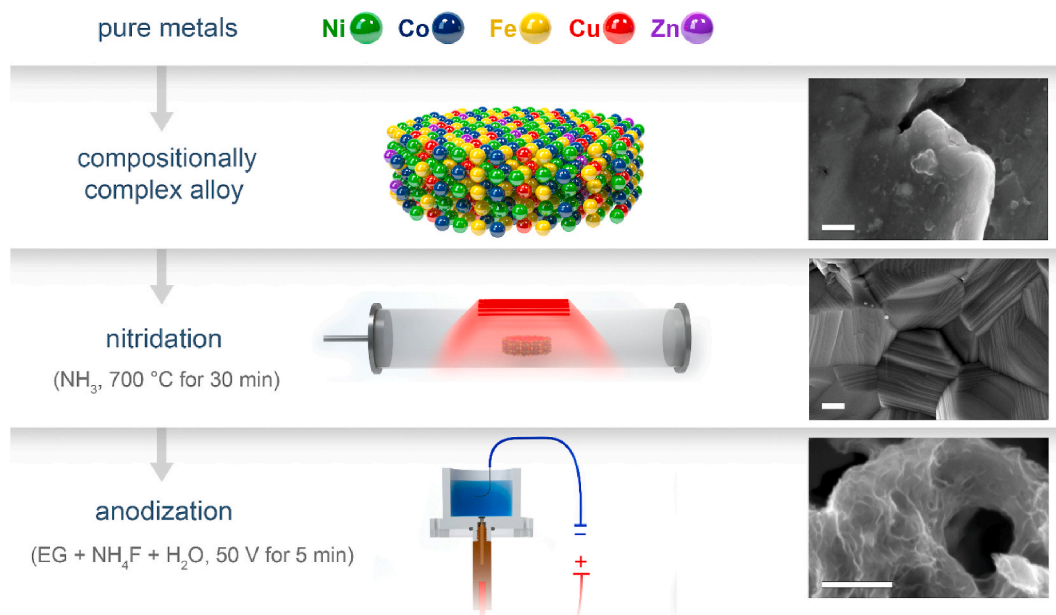 pure metals
Ni Co Fe Cu Zn
compositionally
complex alloy
nitridation
(NH₃, 700 °C for 30 min)
anodization
(EG + NH₄F + H₂O, 50 V for 5 min)
=
+